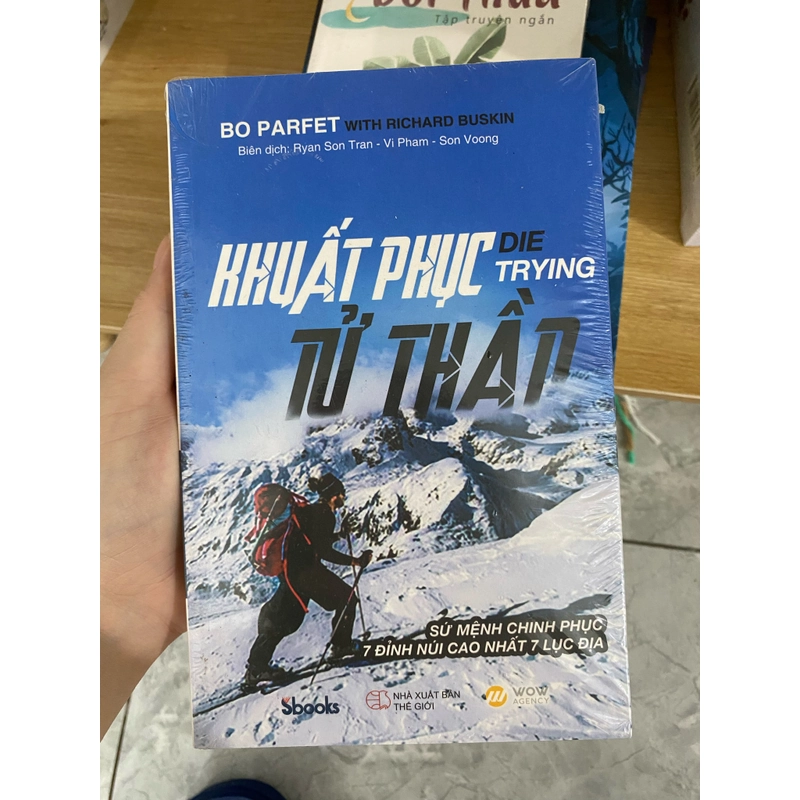 Tập truyện ngắn
BO PARFET WITH RICHARD BUSKIN
Biên dịch: Ryan Son Tran - Vi Pham - Son Voong
KHUẤT PHỤC DIE TRYING
TỬ THẦN
SỨ MỆNH CHINH PHỤC
7 ĐỈNH NÚI CAO NHẤT 7 LỤC ĐỊA
Sbooks
NHÀ XUẤT BẢN
THẾ GIỚI
WOW
AGENCY